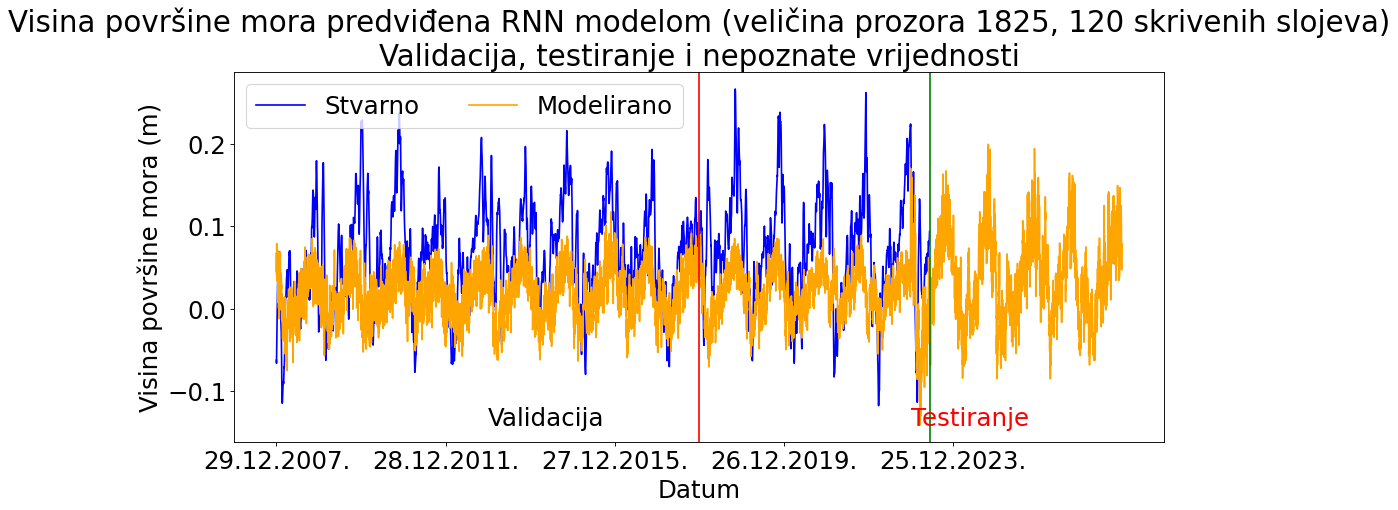 Visina površine mora predviđena RNN modelom (veličina prozora 1825, 120 skrivenih slojeva)
Validacija, testiranje i nepoznate vrijednosti
Stvarno
Modelirano
Visina površine mora (m)
0.2
0.1
0.0
−0.1
Validacija
Testiranje
29.12.2007.
28.12.2011.
27.12.2015.
26.12.2019.
25.12.2023.
Datum